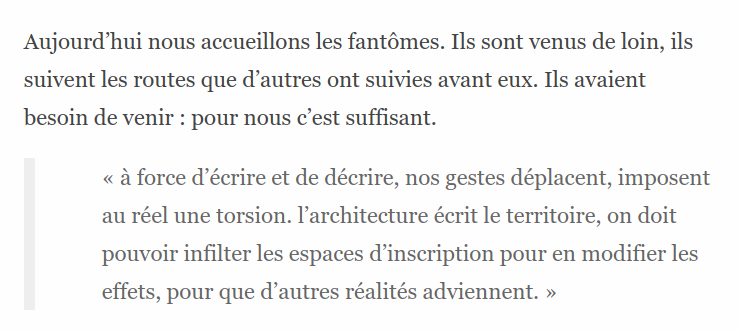 Aujourd’hui nous accueillons les fantômes. Ils sont venus de loin, ils
suivent les routes que d’autres ont suivies avant eux. Ils avaient
besoin de venir : pour nous c’est suffisant.
« à force d’écrire et de décrire, nos gestes déplacent, imposent
au réel une torsion. l’architecture écrit le territoire, on doit
pouvoir infilter les espaces d’inscription pour en modifier les
effets, pour que d’autres réalités adviennent. »